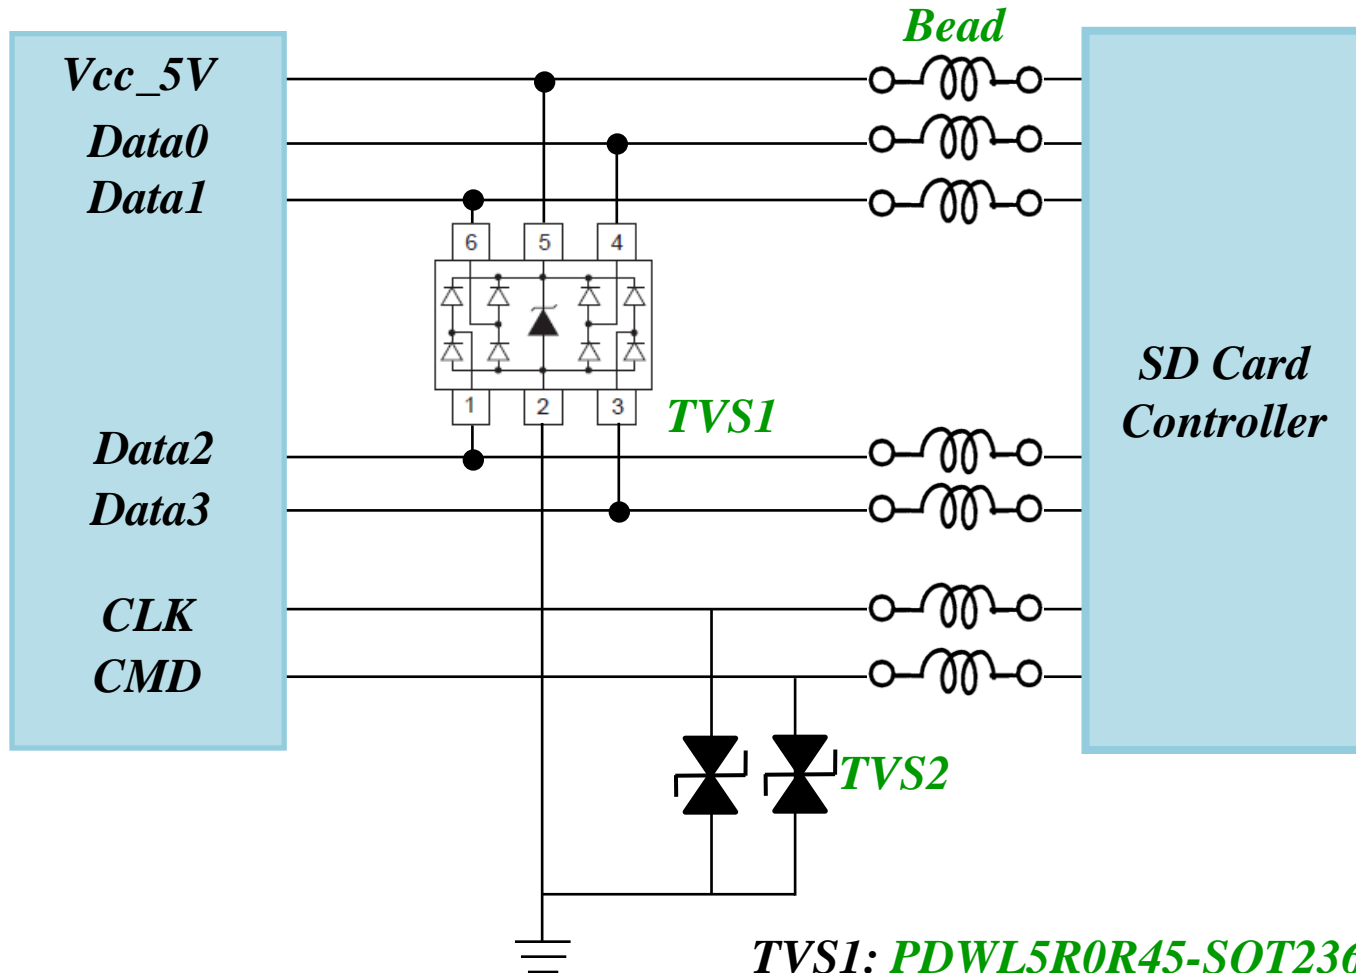 Bead
Vcc_5V
Data0
Data1
6 5 4
1 2 3
TVS1
SD Card
Controller
Data2
Data3
CLK
CMD
TVS2
TVS1: PDWL5R0R45-SOT236